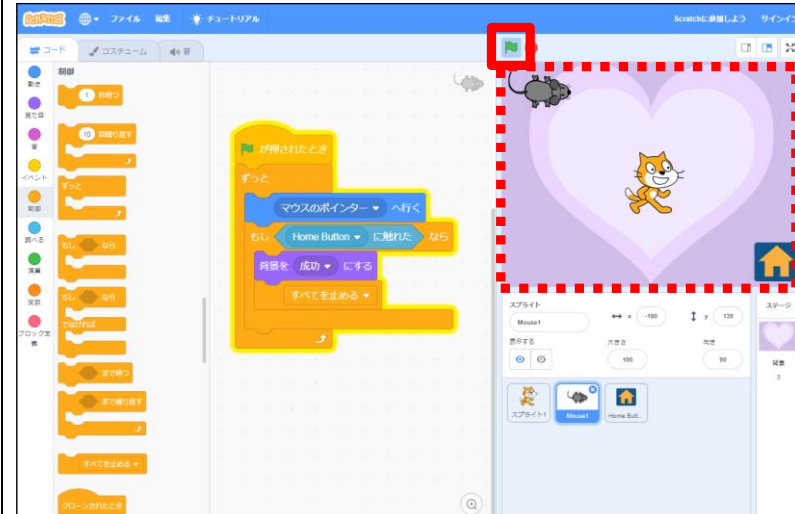 SCRATCH ファイル 編集 チュートリアル Scratchに参加しよう サインイン
コード コスチューム 音
動き
見た目
音
イベント
制御
調べる
演算
変数
ブロック定義
制御
1 秒待つ
10 回繰り返す
ずっと
もし なら
もし なら
でなければ
まで待つ
まで繰り返す
すべてを止める
クローンされたとき
が押されたとき
ずっと
マウスのポインター へ行く
もし Home Button に触れた なら
背景を 成功 にする
すべてを止める
スプライト ステージ
Mouse1 x -180 y 139
表示する 大きさ 向き
100 90
背景
3
スプライト1 Mouse1 Home Butt...